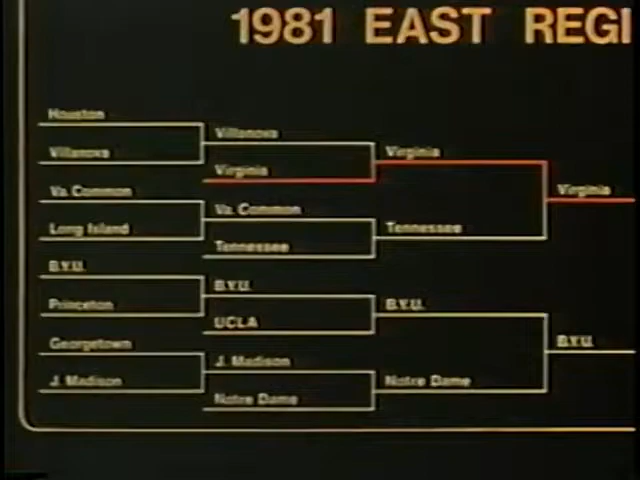 1981 EAST REGI
Houston
Villanova
Villanova
Virginia
Virginia
Virginia
Va. Common
Va. Common
Long Island
Tennessee
Tennessee
B.Y.U.
B.Y.U.
B.Y.U.
Princeton
UCLA
Georgetown
B.Y.U.
J. Madison
J. Madison
Notre Dame
Notre Dame